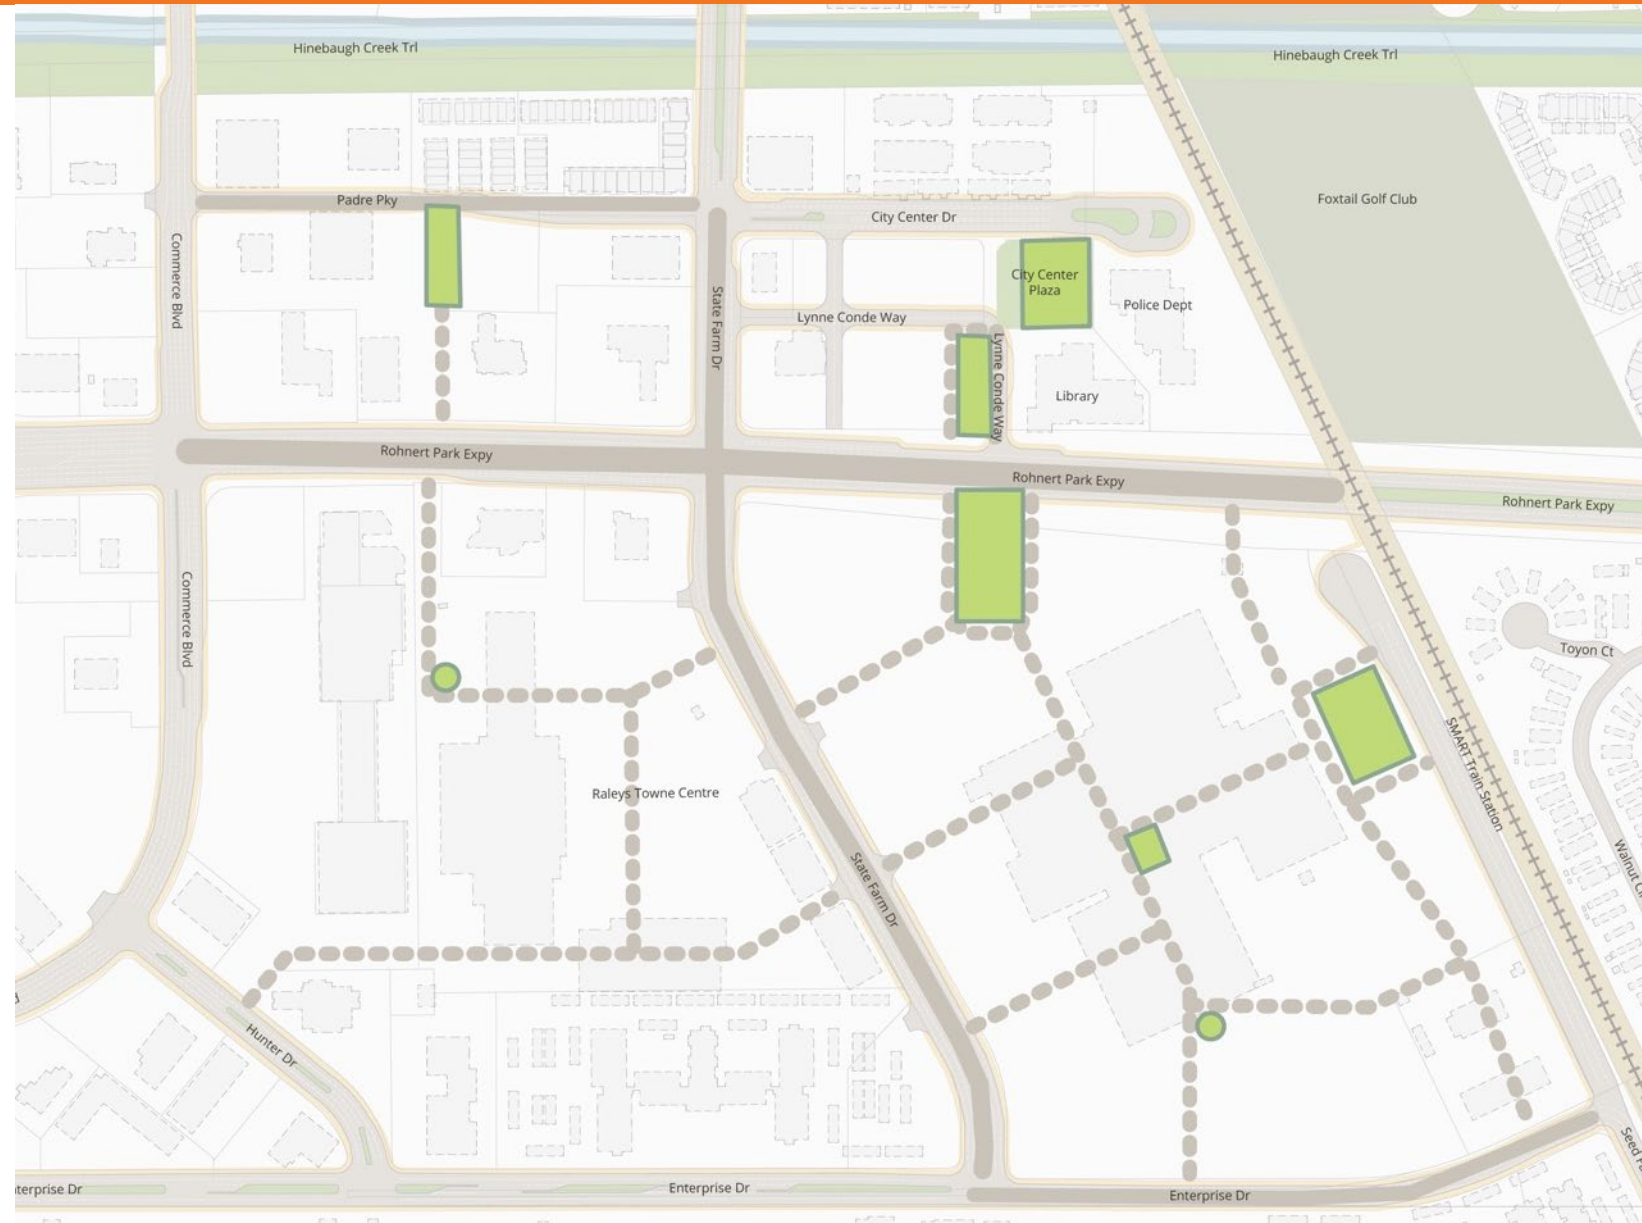 Hinebaugh Creek Trl
Hinebaugh Creek Trl
Foxtail Golf Club
Padre Pky
City Center Dr
Commerce Blvd
City Center
Plaza
Police Dept
State Farm Dr
Lynne Conde Way
Lynne Conde Way
Library
Rohnert Park Expy
Rohnert Park Expy
Rohnert Park Expy
Commerce Blvd
Toyon Ct
SMART Train Station
Raleys Towne Centre
State Farm Dr
Hunter Dr
terprise Dr
Enterprise Dr
Enterprise Dr